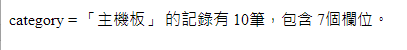 category = 「主機板」 的記錄有 10筆，包含 7個欄位。